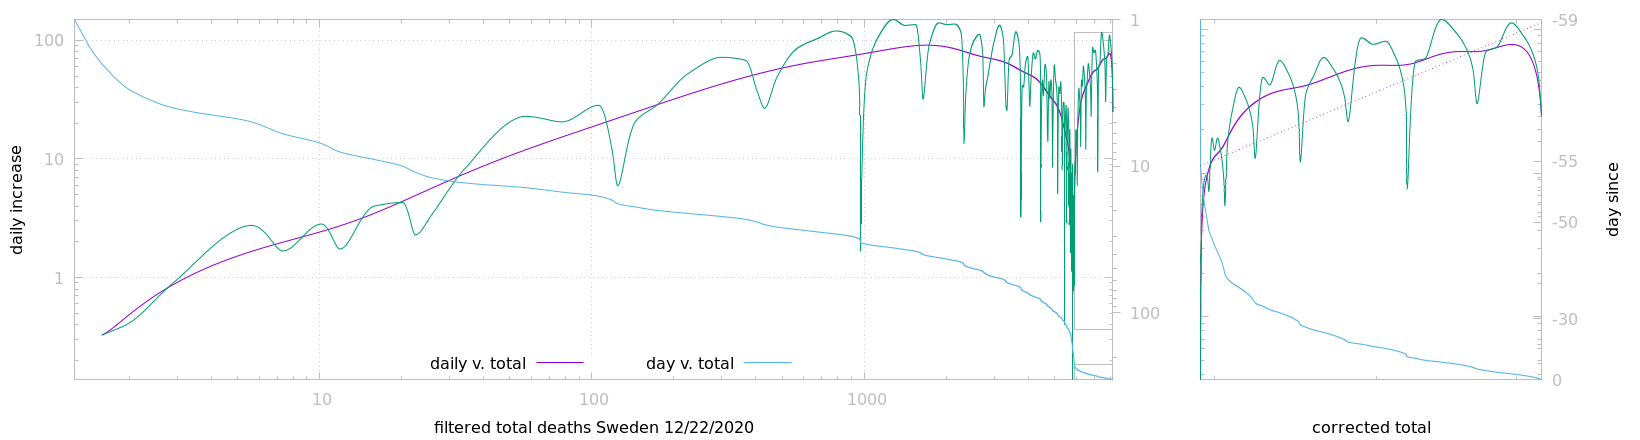 100
10
1
daily increase
daily v. total
day v. total
10
100
1000
filtered total deaths Sweden 12/22/2020
1
10
100
-59
-55
-50
-30
0
day since
corrected total